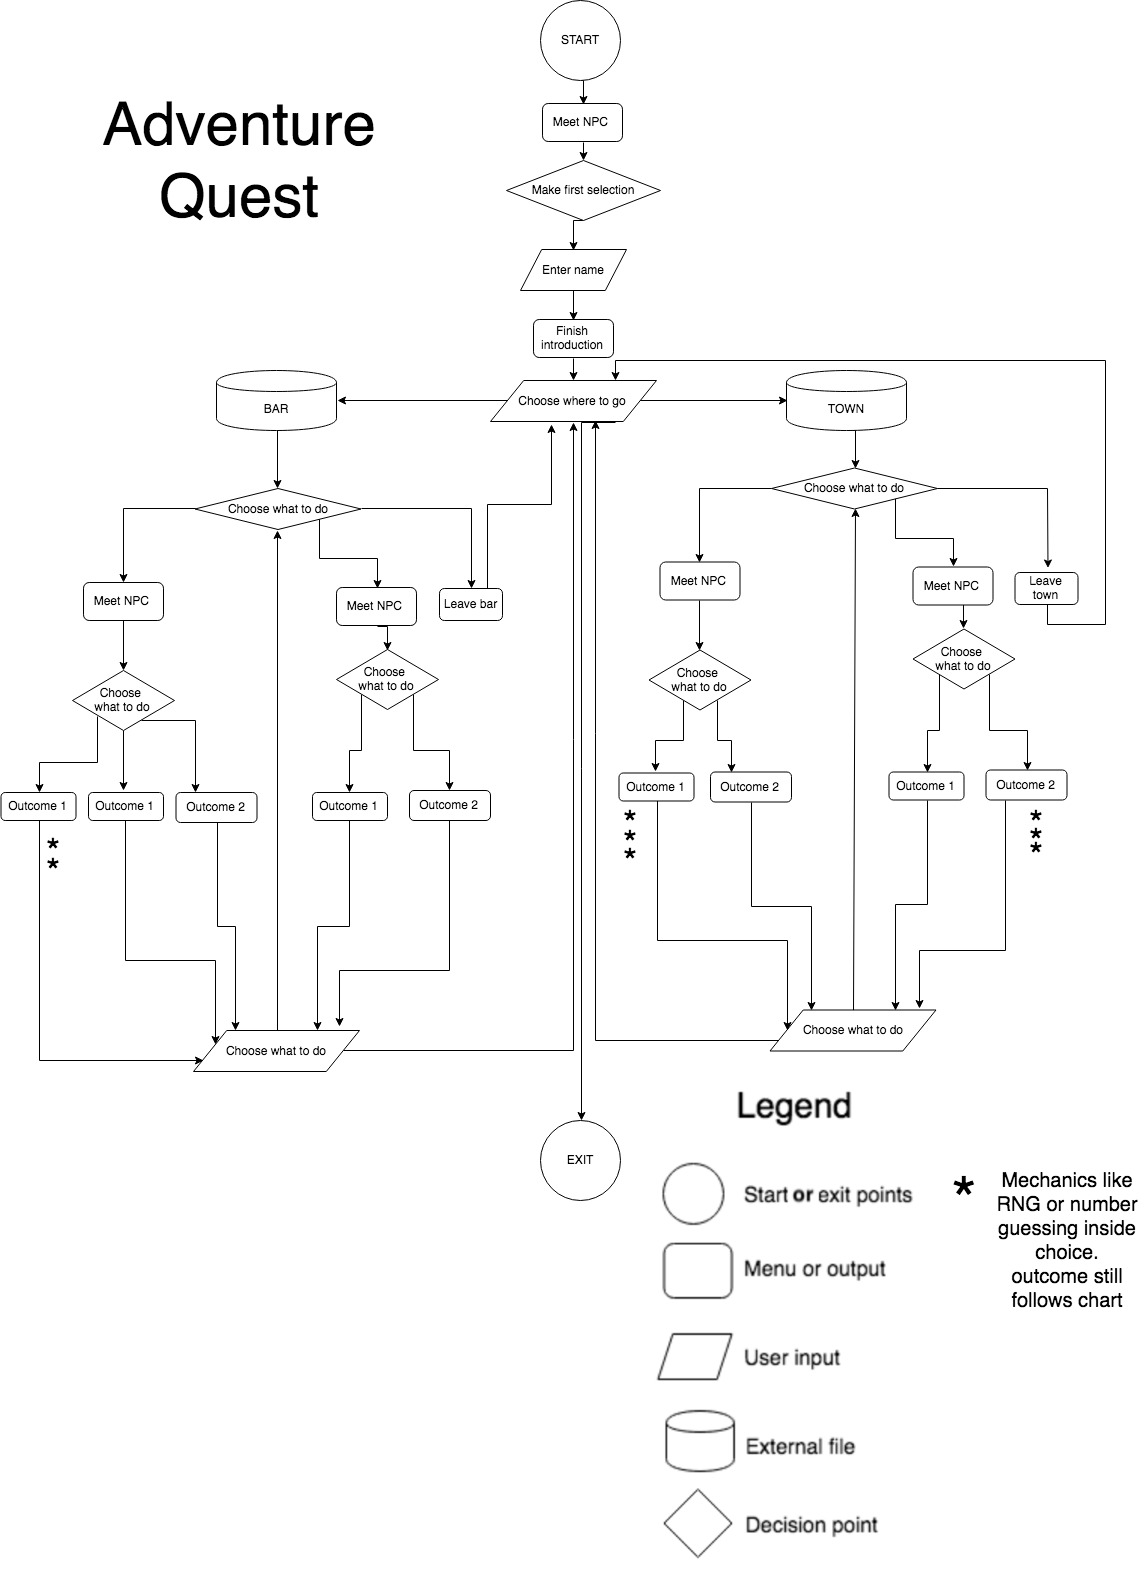 START
Adventure
Quest
Meet NPC
Make first selection
Enter name
Finish
introduction
Choose where to go
BAR
TOWN
Choose what to do
Choose what to do
Meet NPC
Meet NPC
Leave bar
Meet NPC
Meet NPC
Leave
town
Choose
what to do
Choose
what to do
Choose
what to do
Choose
what to do
Outcome 1
Outcome 1
Outcome 2
Outcome 1
Outcome 2
Outcome 1
Outcome 2
Outcome 1
Outcome 2
*
*
*
*
*
*
*
*
Choose what to do
Choose what to do
EXIT
Legend
Start or exit points
Menu or output
User input
External file
Decision point
*
Mechanics like
RNG or number
guessing inside
choice.
outcome still
follows chart